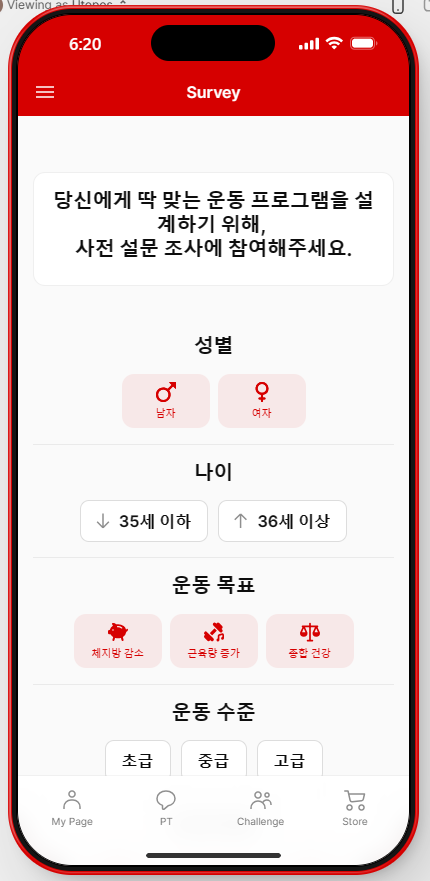 Viewing as Utopos
6:20
Survey
당신에게 딱 맞는 운동 프로그램을 설
계하기 위해,
사전 설문 조사에 참여해주세요.
성별
남자 여자
나이
35세 이하 36세 이상
운동 목표
체지방 감소 근육량 증가 종합 건강
운동 수준
초급 중급 고급
My Page PT Challenge Store